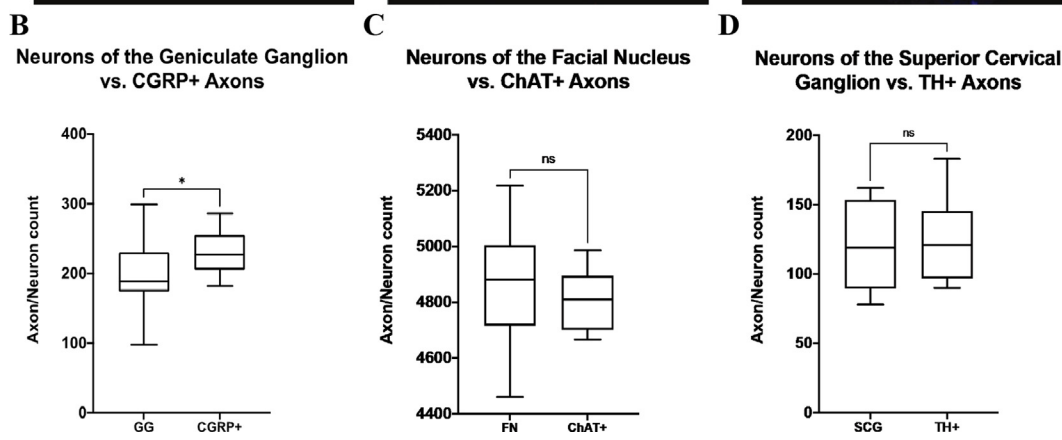 B
Neurons of the Geniculate Ganglion
vs. CGRP+ Axons
Axon/Neuron count
400
300
200
100
0
*
GG
CGRP+
C
Neurons of the Facial Nucleus
vs. ChAT+ Axons
Axon/Neuron count
5400
5200
5000
4800
4600
4400
ns
FN
ChAT+
D
Neurons of the Superior Cervical
Ganglion vs. TH+ Axons
Axon/Neuron count
200
150
100
50
0
ns
SCG
TH+